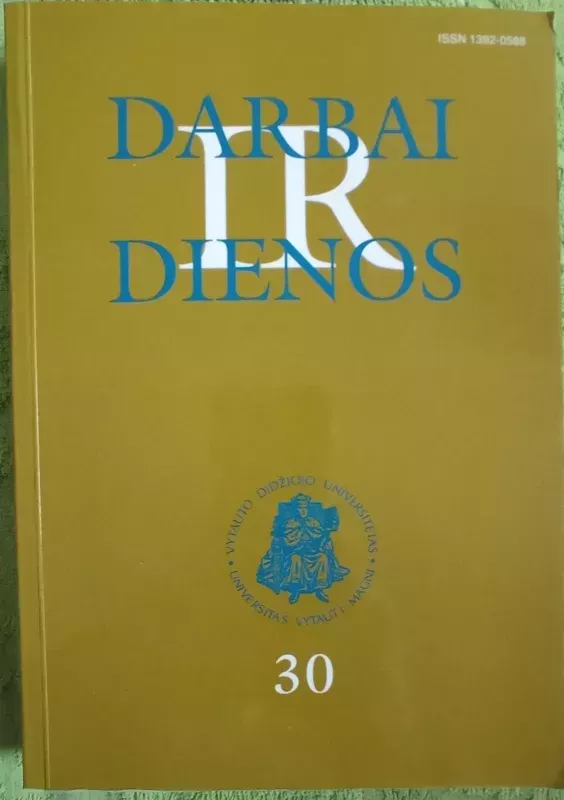 ISSN 1392-0588
DARBAI
IR
DIENOS
• VYTAUTO DIDŽIOJO UNIVERSITETAS •
UNIVERSITAS VYTAUTI MAGNI
30